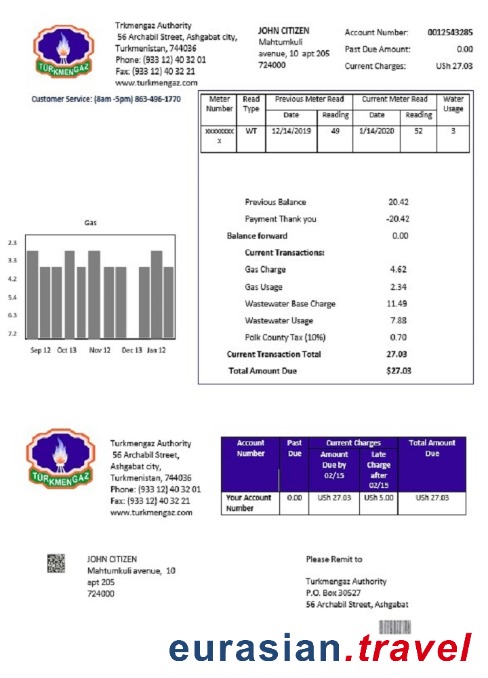 Trkmengaz Authority
56 Archabil Street, Ashgabat city,
Turkmenistan, 744036
Phone: (933 12) 40 32 01
Fax: (933 12) 40 32 21
www.turkmengaz.com
TÜRKMENGAZ
JOHN CITIZEN
Mahtumkuli
avenue, 10 apt 205
724000
Account Number: 0012543285
Past Due Amount: 0.00
Current Charges: USh 27.03
Customer Service: (8am -5pm) 863-496-1770
Meter Number Read Type Previous Meter Read Current Meter Read Water Usage
Date Reading Date Reading
xxxxxxxx x WT 12/14/2019 49 1/14/2020 52 3
Previous Balance 20.42
Payment Thank you -20.42
Balance forward 0.00
Current Transactions:
Gas Charge 4.62
Gas Usage 2.34
Wastewater Base Charge 11.49
Wastewater Usage 7.88
Polk County Tax (10%) 0.70
Current Transaction Total 27.03
Total Amount Due $27.03
Gas
2.3
3.3
4.2
5.4
6.3
7.2
Sep 12 Oct 13 Nov 12 Dec 13 Jan 12
TÜRKMENGAZ
Turkmengaz Authority
56 Archabil Street,
Ashgabat city,
Turkmenistan, 744036
Phone: (933 12) 40 32 01
Fax: (933 12) 40 32 21
www.turkmengaz.com
Account Number Past Due Current Charges Total Amount Due
Amount Due by 02/15 Late Charge after 02/15
Your Account Number 0.00 USh 27.03 USh 5.00 USh 27.03
JOHN CITIZEN
Mahtumkuli avenue, 10
apt 205
724000
Please Remit to
Turkmengaz Authority
P.O. Box 30527
56 Archabil Street, Ashgabat
eurasian.travel